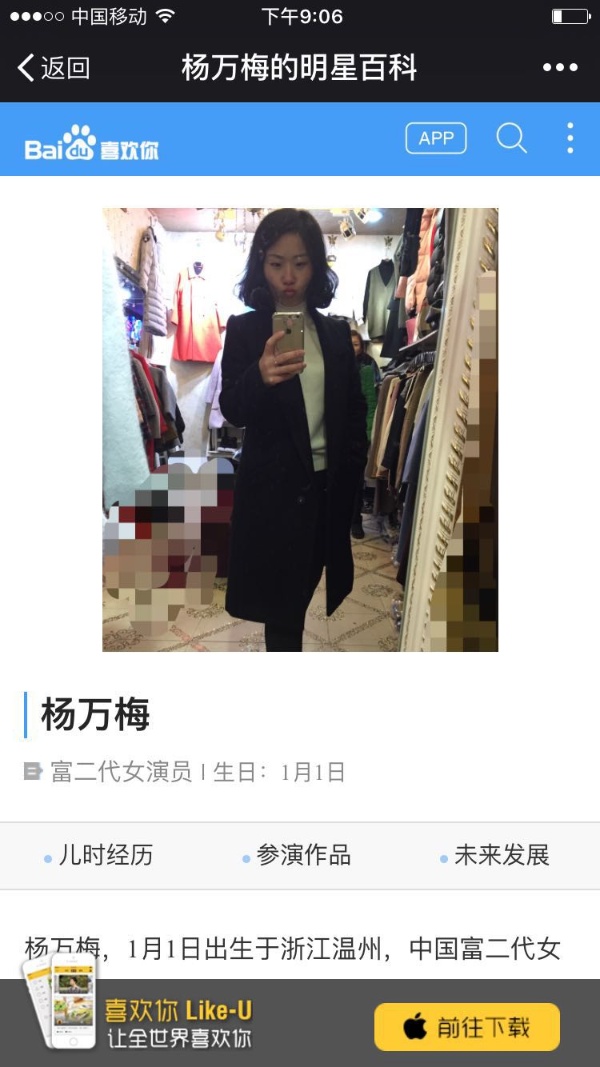 中国移动 下午9:06
返回 杨万梅的明星百科
Bai du 喜欢你 APP
杨万梅
富二代女演员 | 生日：1月1日
儿时经历 参演作品 未来发展
杨万梅，1月1日出生于浙江温州，中国富二代女
喜欢你 Like-U
让全世界喜欢你
前往下载